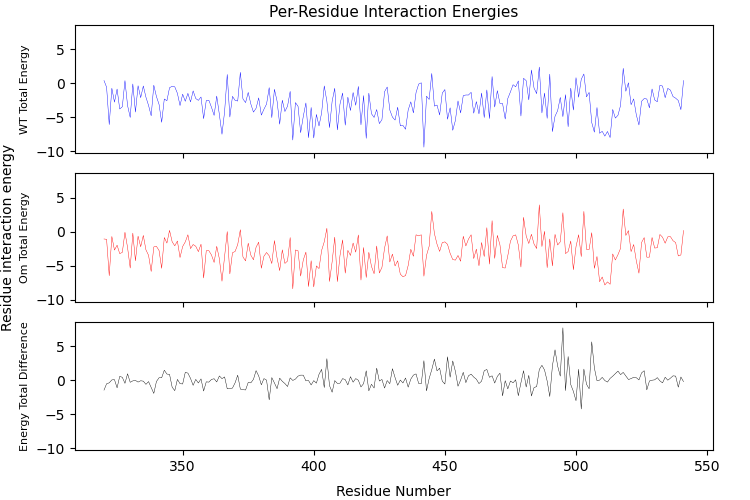 Per-Residue Interaction Energies
Residue interaction energy
WT Total Energy
5
0
−5
−10
Om Total Energy
5
0
−5
−10
Energy Total Difference
5
0
−5
−10
350
400
450
500
550
Residue Number